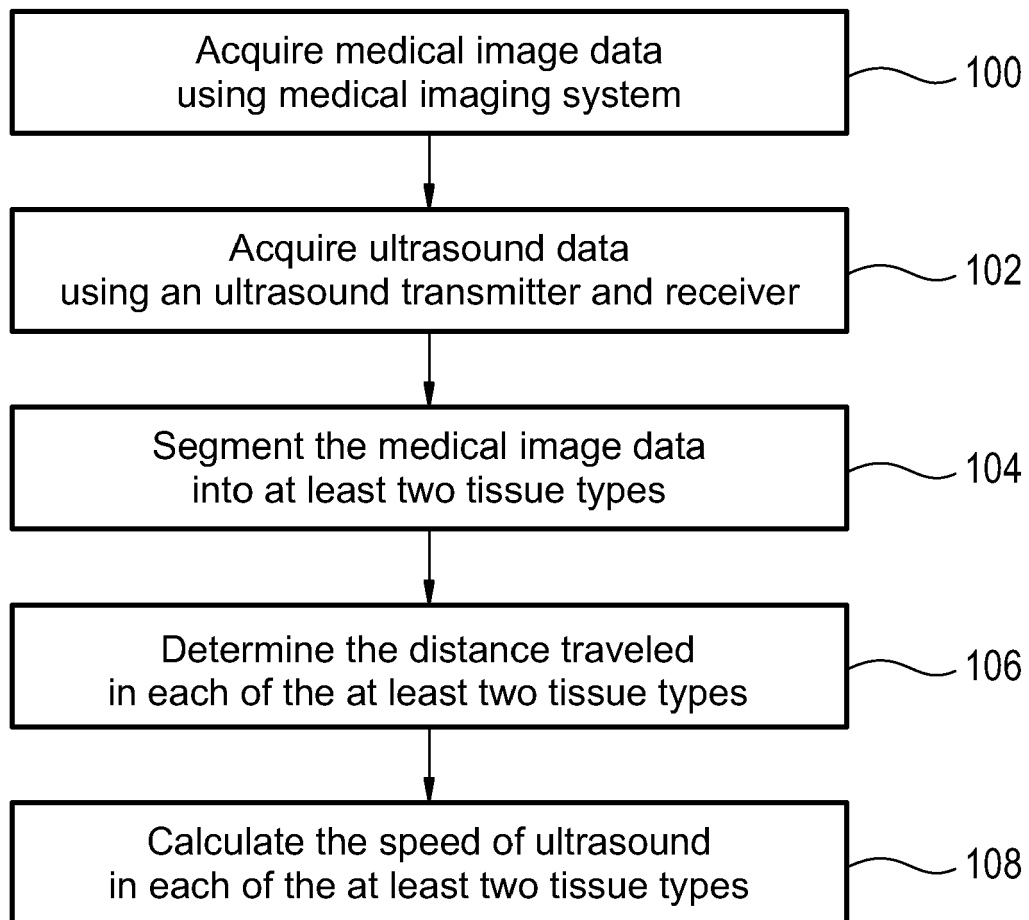 Acquire medical image data
using medical imaging system
100
Acquire ultrasound data
using an ultrasound transmitter and receiver
102
Segment the medical image data
into at least two tissue types
104
Determine the distance traveled
in each of the at least two tissue types
106
Calculate the speed of ultrasound
in each of the at least two tissue types
108